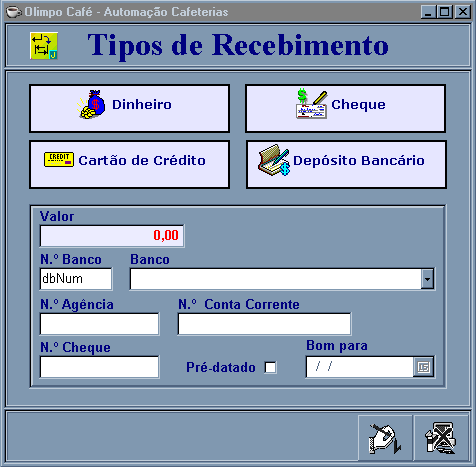 Olimpo Café - Automação Cafeterias
Tipos de Recebimento
Dinheiro
Cheque
CREDIT
Cartão de Crédito
Depósito Bancário
Valor
0,00
N.º Banco
Banco
dbNum
N.º Agência
N.º Conta Corrente
N.º Cheque
Pré-datado
Bom para
/ /
15